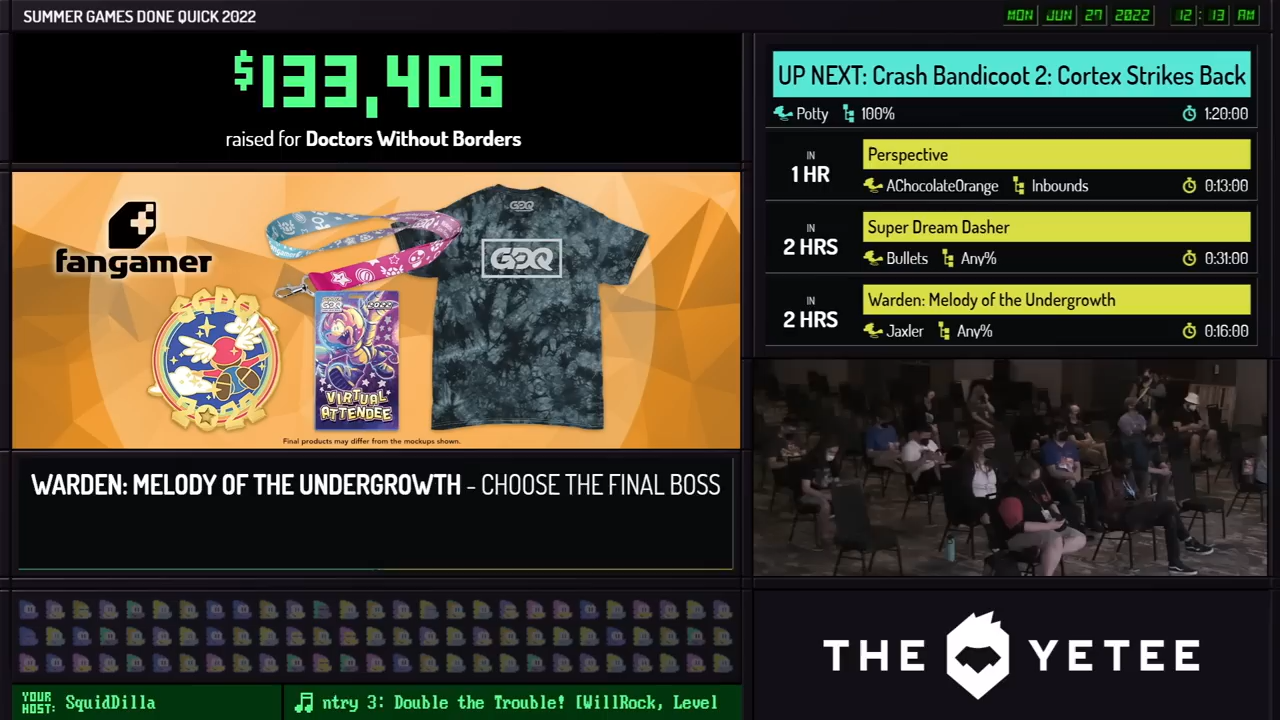 SUMMER GAMES DONE QUICK 2022
MON JUN 27 2022 12:13 AM
$133,406
raised for Doctors Without Borders
fangamer
GDQ
GDQ
SGDQ
2022
GDQ
2022
VIRTUAL
ATTENDEE
Final products may differ from the mockups shown.
WARDEN: MELODY OF THE UNDERGROWTH - CHOOSE THE FINAL BOSS
UP NEXT: Crash Bandicoot 2: Cortex Strikes Back
Potty 100% 1:20:00
IN
1 HR
Perspective
AChocolateOrange Inbounds 0:13:00
IN
2 HRS
Super Dream Dasher
Bullets Any% 0:31:00
IN
2 HRS
Warden: Melody of the Undergrowth
Jaxler Any% 0:16:00
THE YETEE
YOUR
HOST: SquidDilla
ntry 3: Double the Trouble! [WillRock, Level